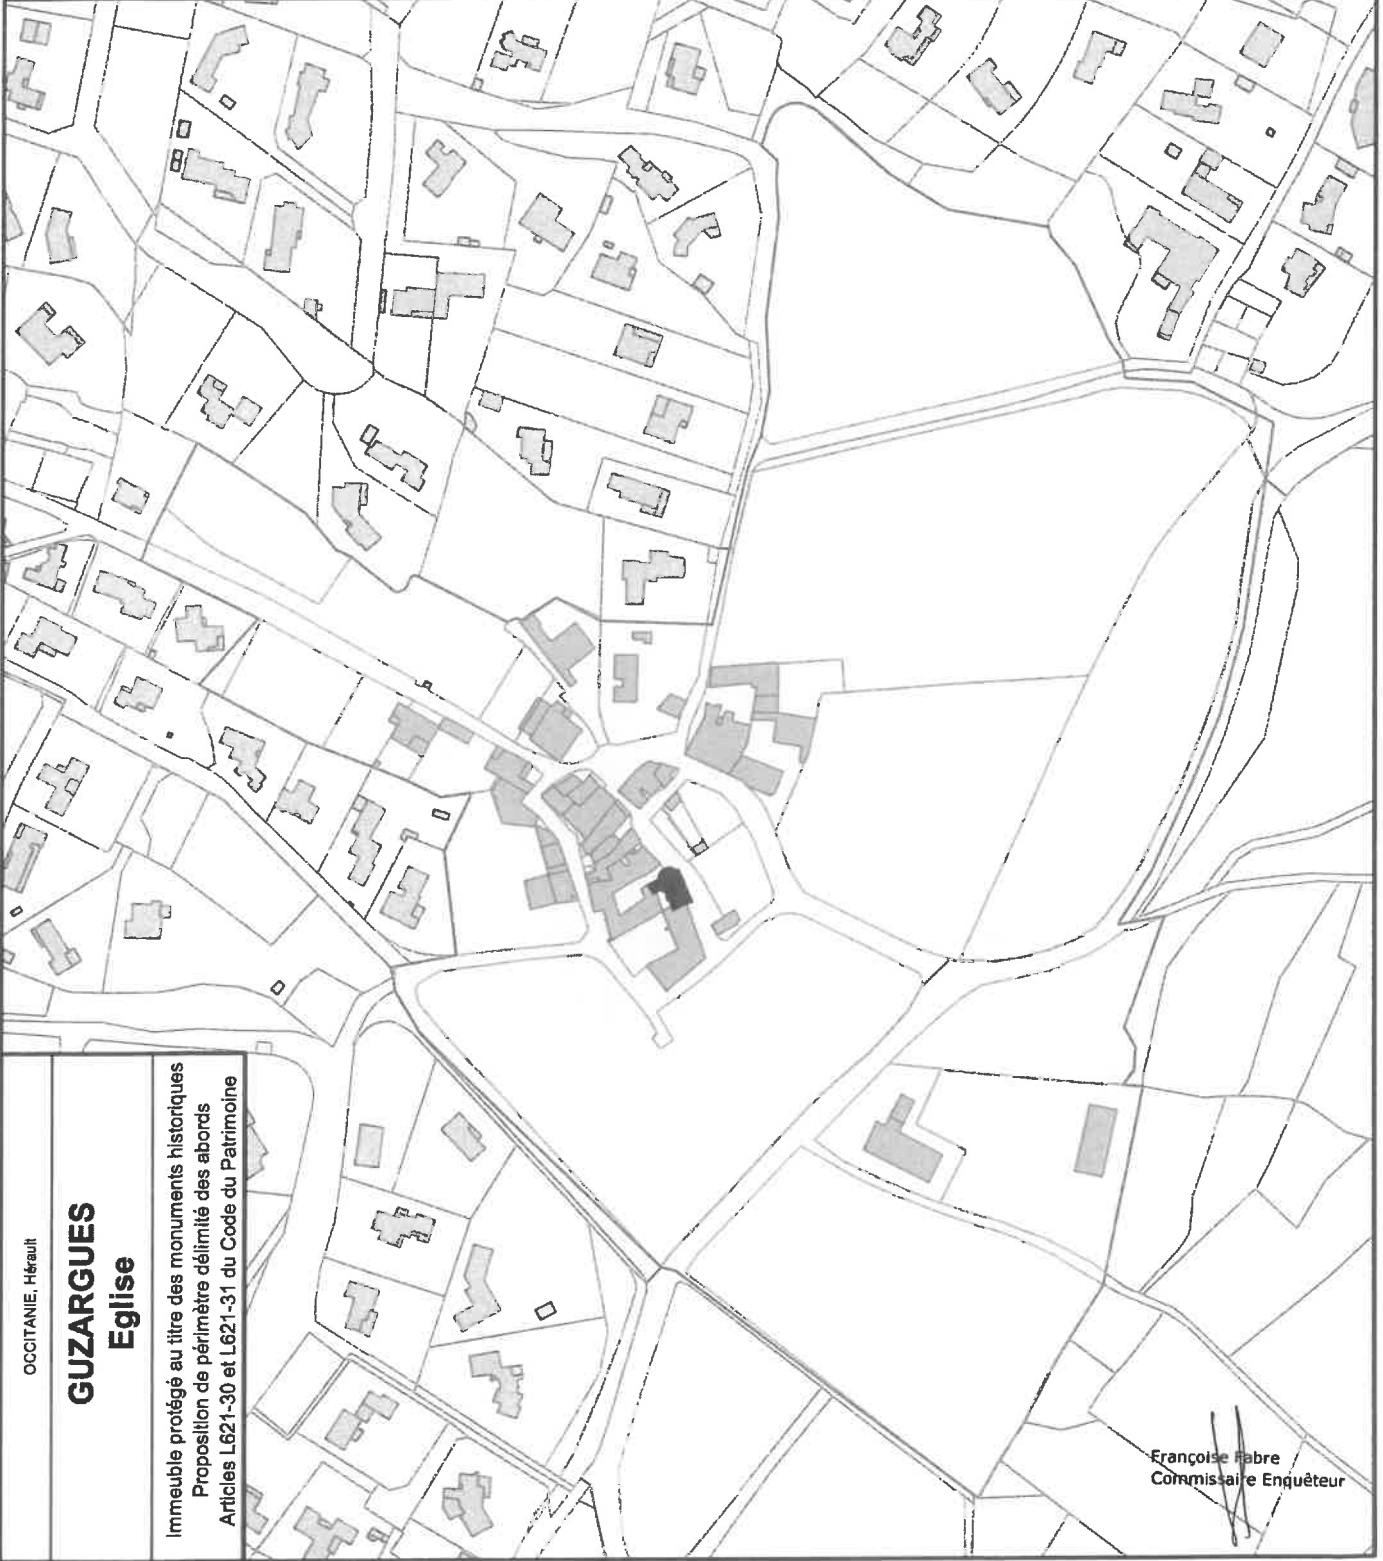 OCCITANIE, Hérault
GUZARGUES
Eglise
Immeuble protégé au titre des monuments historiques
Proposition de périmètre délimité des abords
Articles L621-30 et L621-31 du Code du Patrimoine
Françoise Fabre
Commissaire Enquêteur